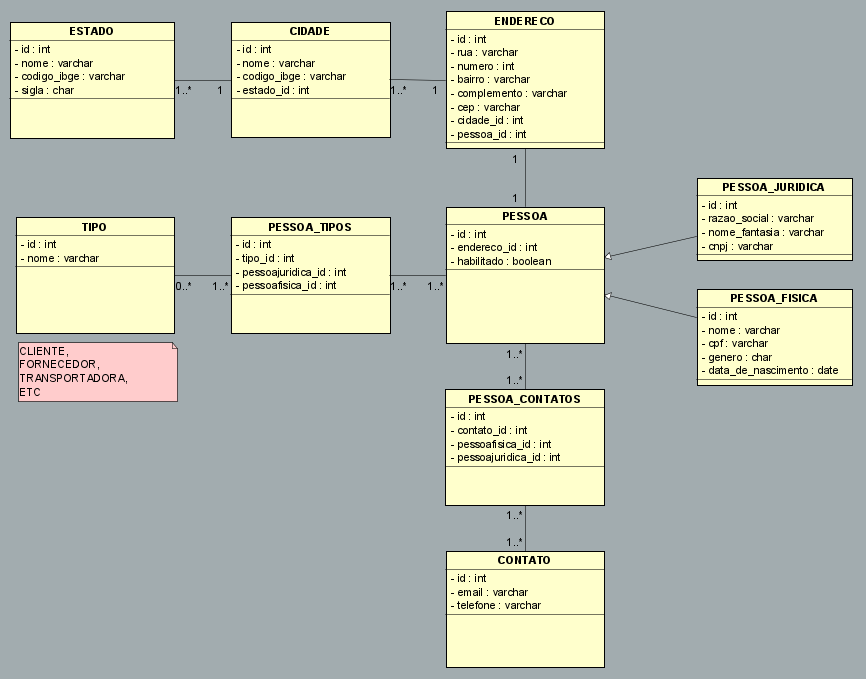 ESTADO
- id : int
- nome : varchar
- codigo_ibge : varchar
- sigla : char
1..*
1
CIDADE
- id : int
- nome : varchar
- codigo_ibge : varchar
- estado_id : int
1..*
1
ENDERECO
- id : int
- rua : varchar
- numero : int
- bairro : varchar
- complemento : varchar
- cep : varchar
- cidade_id : int
- pessoa_id : int
1
1
TIPO
- id : int
- nome : varchar
0..*
1..*
PESSOA_TIPOS
- id : int
- tipo_id : int
- pessoajuridica_id : int
- pessoafisica_id : int
1..*
1..*
PESSOA
- id : int
- endereco_id : int
- habilitado : boolean
PESSOA_JURIDICA
- id : int
- razao_social : varchar
- nome_fantasia : varchar
- cnpj : varchar
PESSOA_FISICA
- id : int
- nome : varchar
- cpf : varchar
- genero : char
- data_de_nascimento : date
CLIENTE,
FORNECEDOR,
TRANSPORTADORA,
ETC
1..*
1..*
PESSOA_CONTATOS
- id : int
- contato_id : int
- pessoafisica_id : int
- pessoajuridica_id : int
1..*
1..*
CONTATO
- id : int
- email : varchar
- telefone : varchar